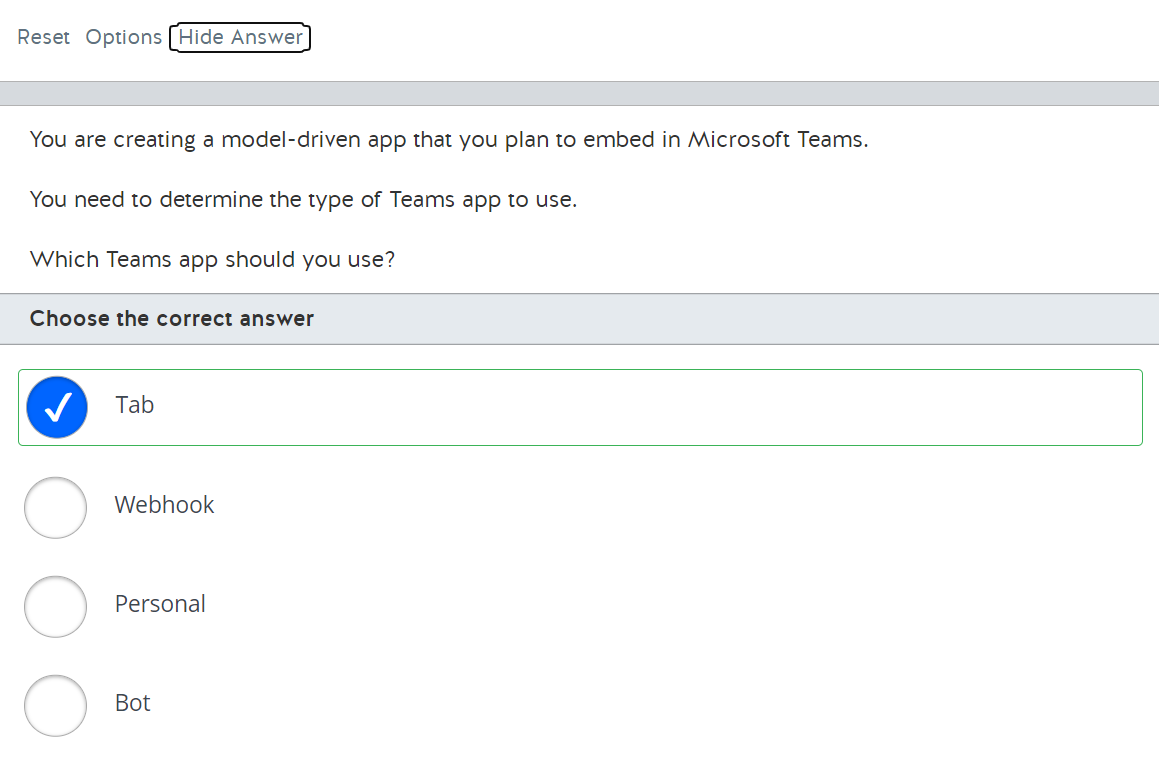 Reset Options Hide Answer
You are creating a model-driven app that you plan to embed in Microsoft Teams.
You need to determine the type of Teams app to use.
Which Teams app should you use?
Choose the correct answer
Tab
Webhook
Personal
Bot